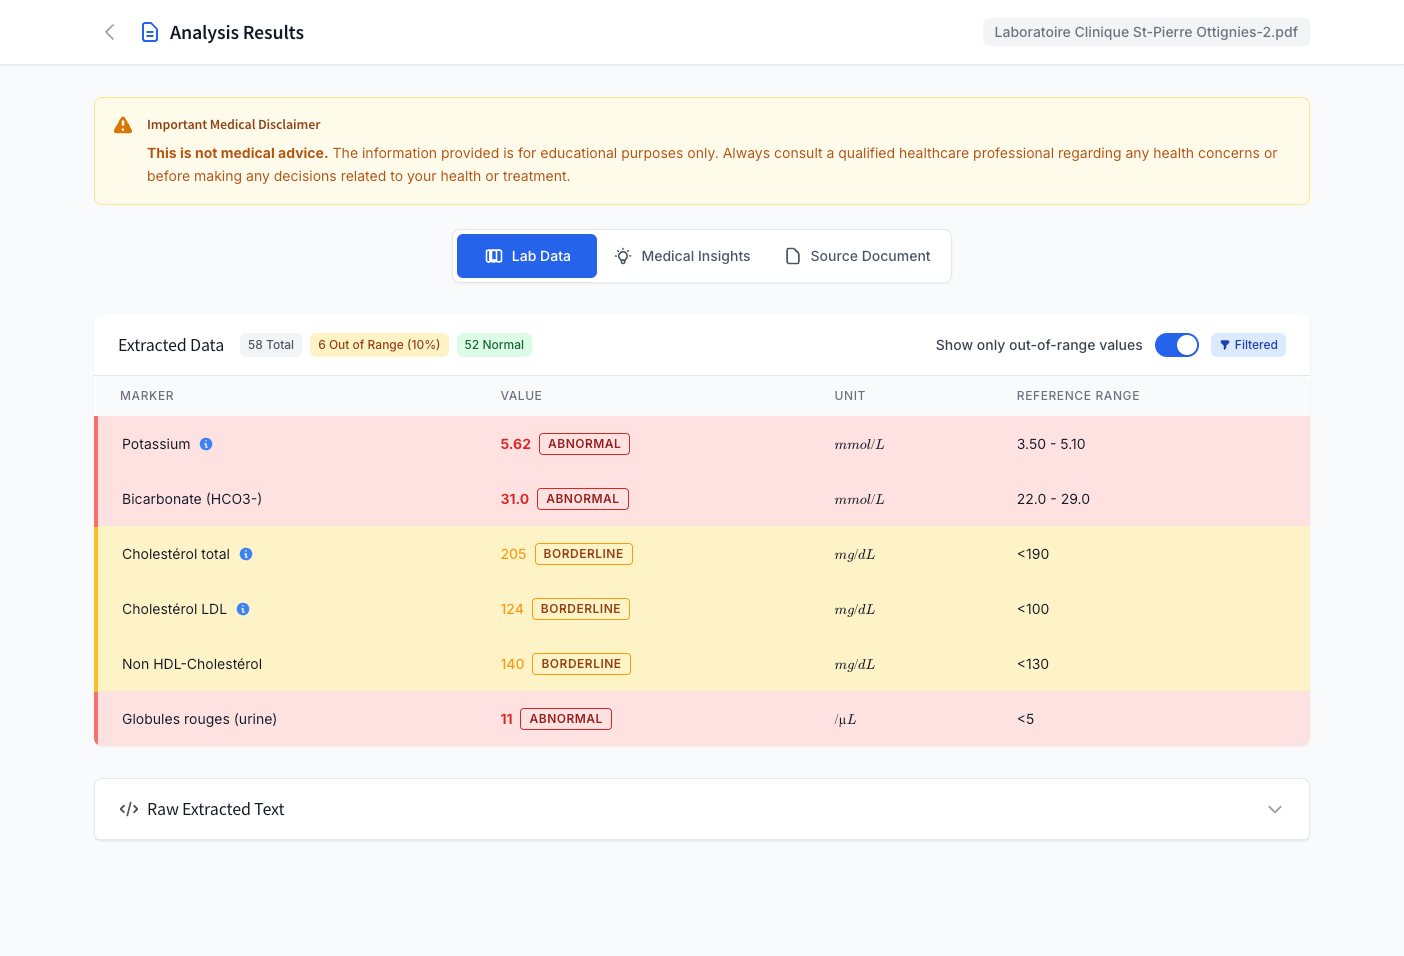 Analysis Results
Laboratoire Clinique St-Pierre Ottignies-2.pdf
Important Medical Disclaimer
This is not medical advice. The information provided is for educational purposes only. Always consult a qualified healthcare professional regarding any health concerns or
before making any decisions related to your health or treatment.
Lab Data
Medical Insights
Source Document
Extracted Data
58 Total
6 Out of Range (10%)
52 Normal
Show only out-of-range values
Filtered
MARKER VALUE UNIT REFERENCE RANGE
Potassium 5.62 ABNORMAL mmol/L 3.50 - 5.10
Bicarbonate (HCO3-) 31.0 ABNORMAL mmol/L 22.0 - 29.0
Cholestérol total 205 BORDERLINE mg/dL <190
Cholestérol LDL 124 BORDERLINE mg/dL <100
Non HDL-Cholestérol 140 BORDERLINE mg/dL <130
Globules rouges (urine) 11 ABNORMAL /µL <5
</> Raw Extracted Text